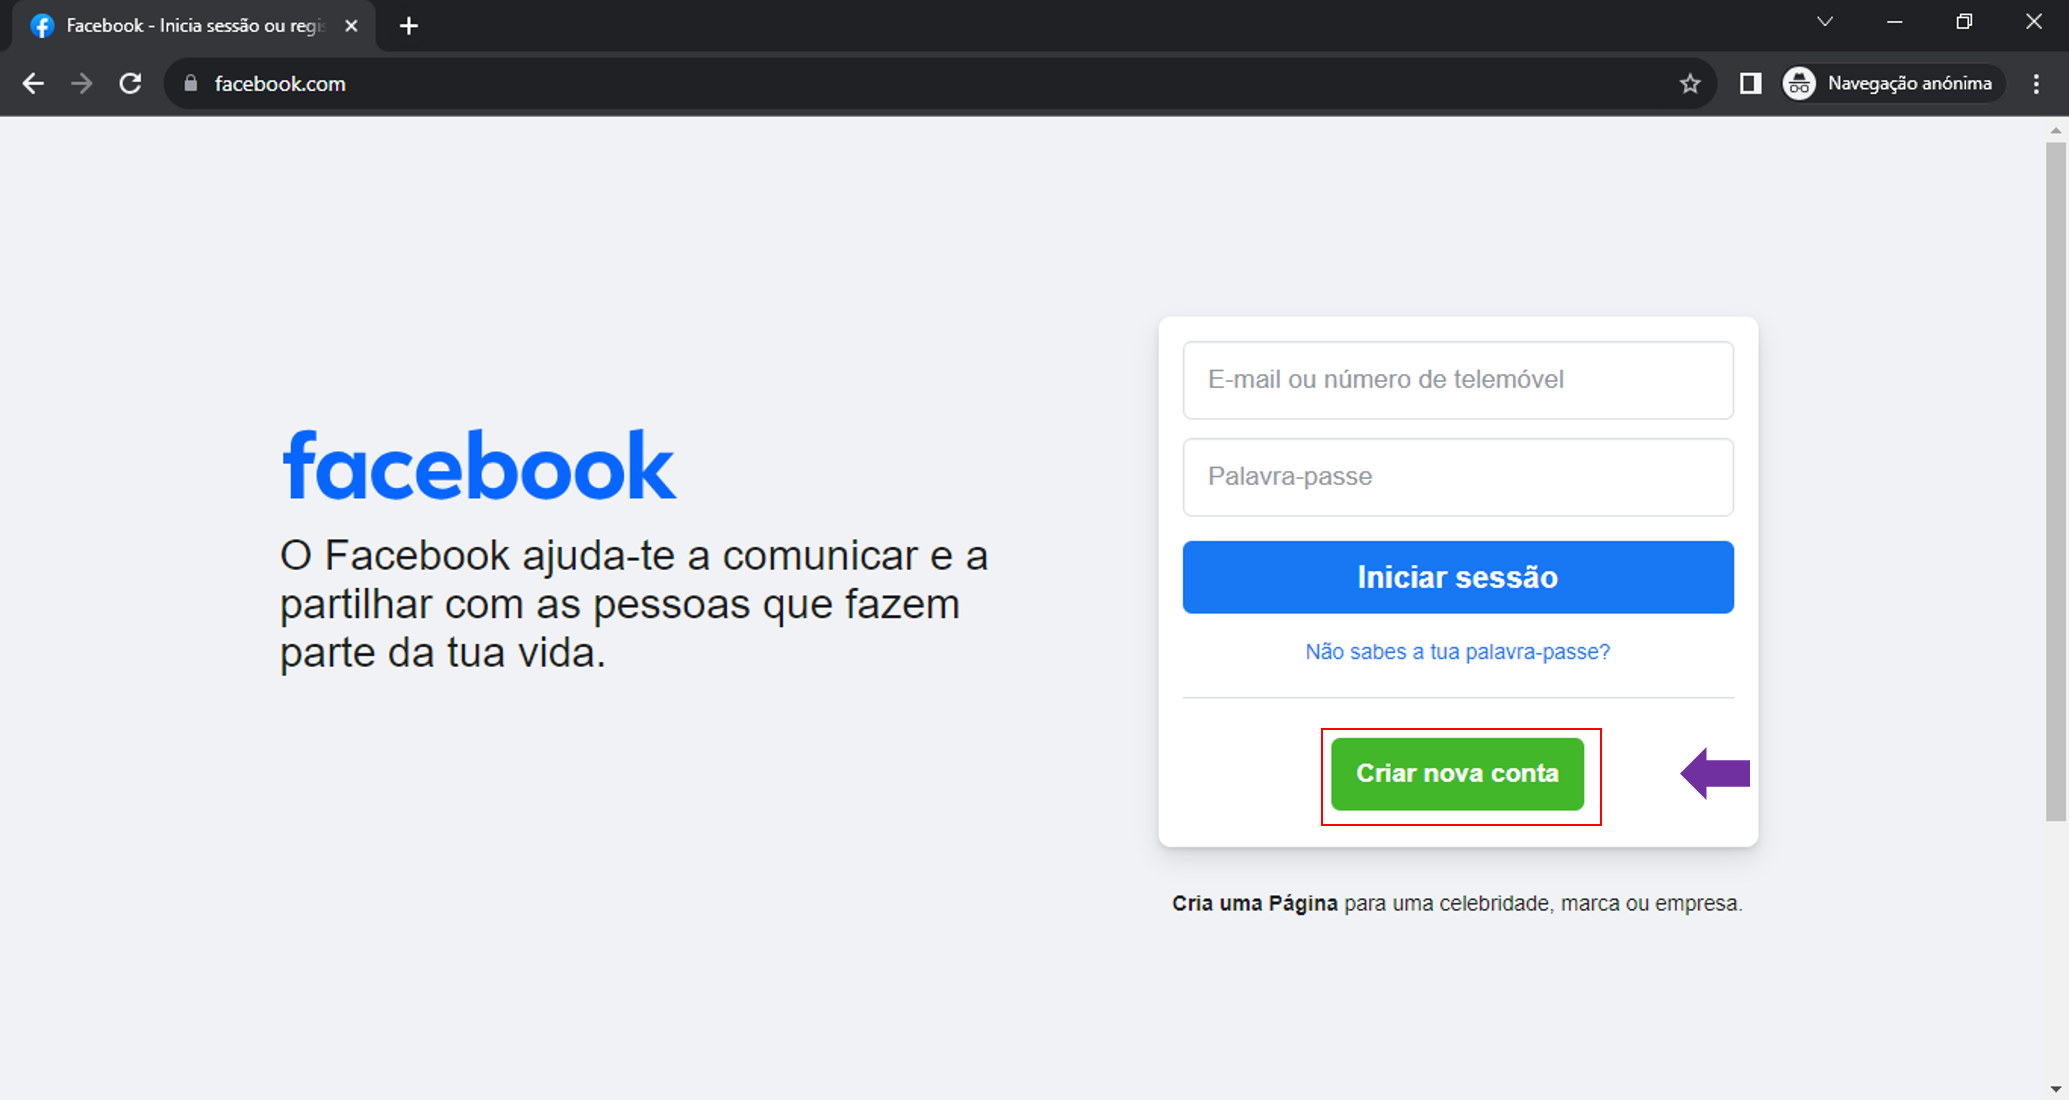 Facebook - Inicia sessão ou regis
facebook.com
Navegação anónima
facebook
O Facebook ajuda-te a comunicar e a
partilhar com as pessoas que fazem
parte da tua vida.
E-mail ou número de telemóvel
Palavra-passe
Iniciar sessão
Não sabes a tua palavra-passe?
Criar nova conta
Cria uma Página para uma celebridade, marca ou empresa.